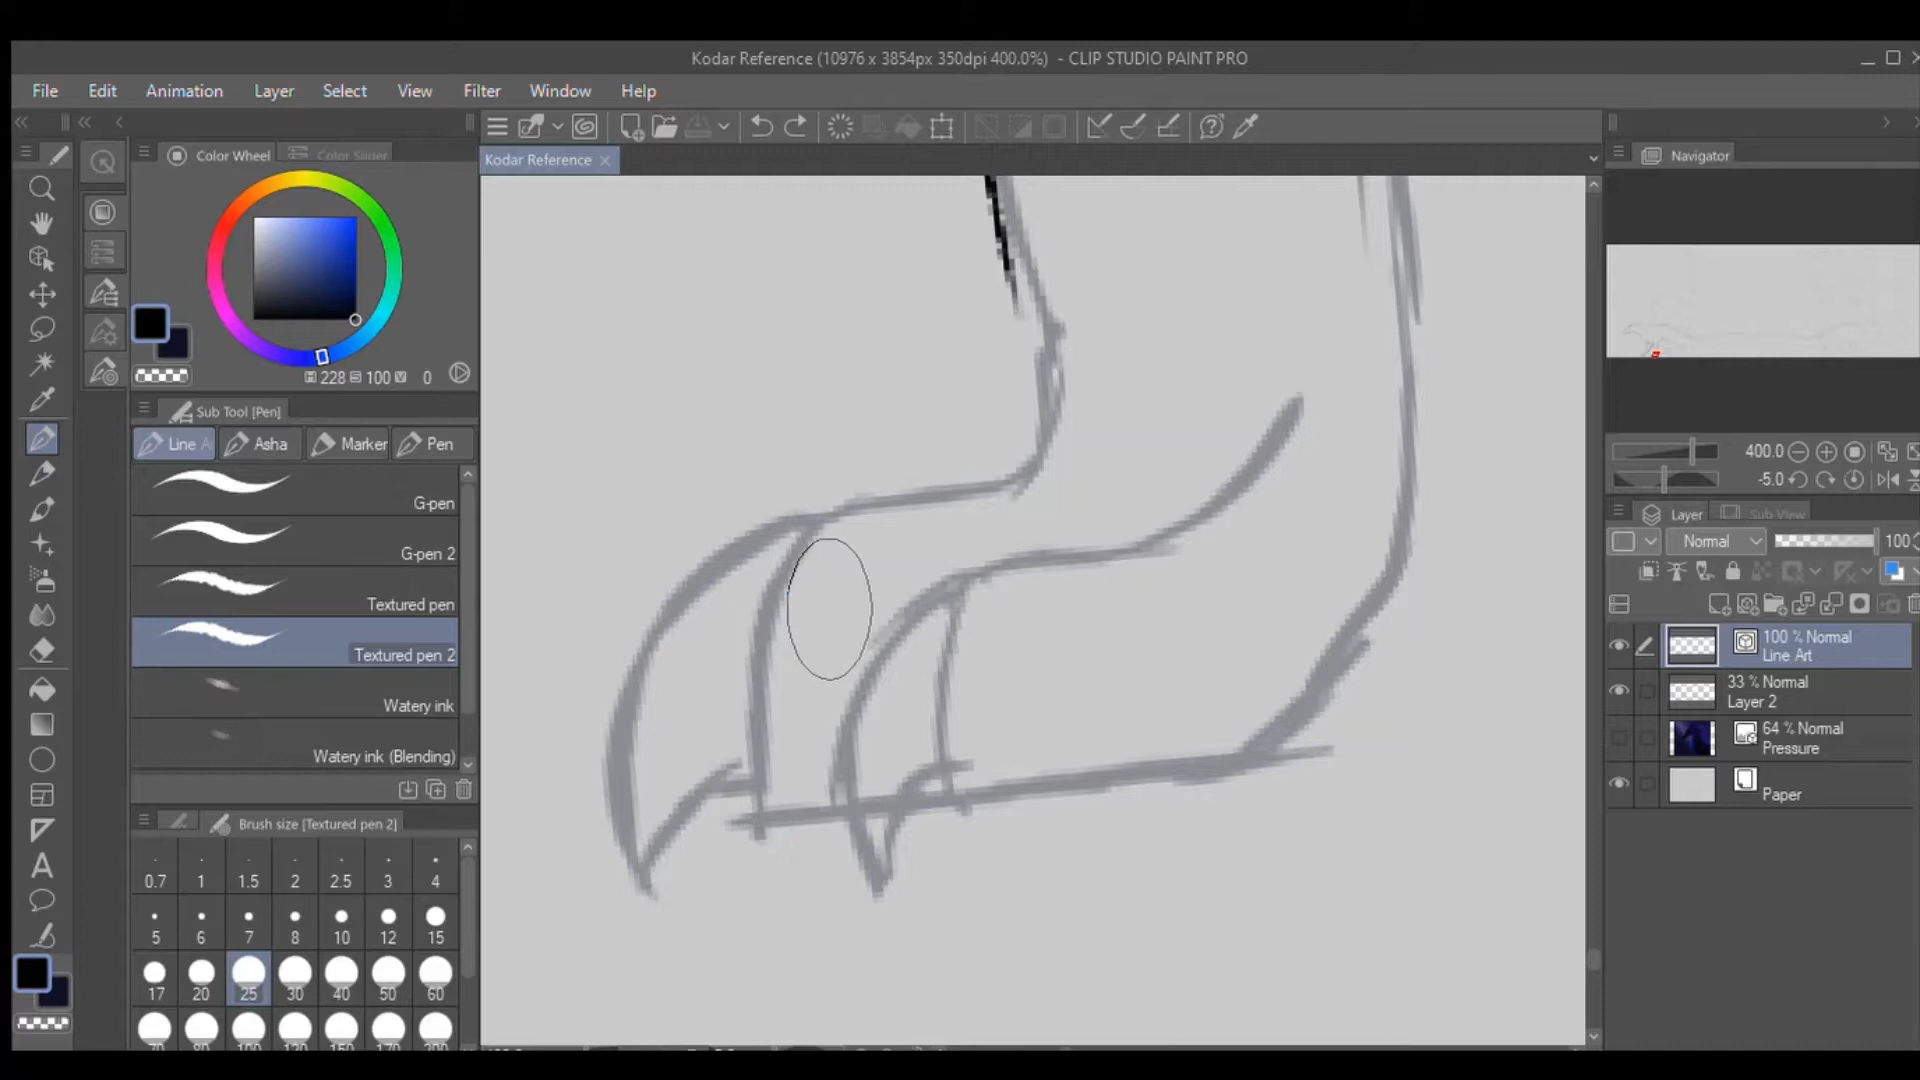 Kodar Reference (10976 x 3854px 350dpi 400.0%) - CLIP STUDIO PAINT PRO
File Edit Animation Layer Select View Filter Window Help
Kodar Reference
Color Wheel Color Slider
Navigator
H 228 S 100 V 0
Sub Tool [Pen]
Line A Asha Marker Pen
G-pen
G-pen 2
Textured pen
Textured pen 2
Watery ink
Watery ink (Blending)
Brush size [Textured pen 2]
0.7 1 1.5 2 2.5 3 4
5 6 7 8 10 12 15
17 20 25 30 40 50 60
400.0
-5.0
Layer Sub View
Normal 100
100 % Normal
Line Art
33 % Normal
Layer 2
64 % Normal
Pressure
Paper